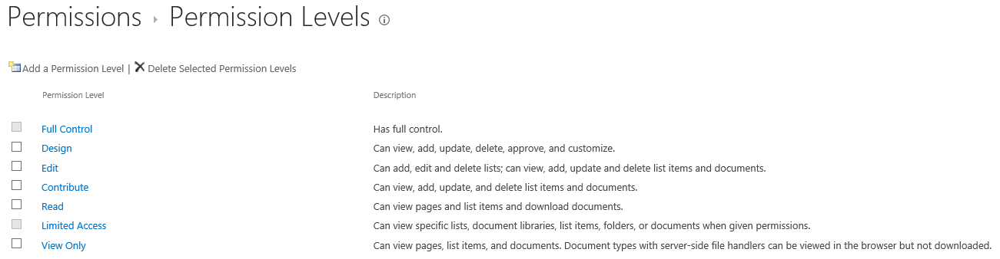 Permissions ▸ Permission Levels
Add a Permission Level | Delete Selected Permission Levels
Permission Level Description
Full Control Has full control.
Design Can view, add, update, delete, approve, and customize.
Edit Can add, edit and delete lists; can view, add, update and delete list items and documents.
Contribute Can view, add, update, and delete list items and documents.
Read Can view pages and list items and download documents.
Limited Access Can view specific lists, document libraries, list items, folders, or documents when given permissions.
View Only Can view pages, list items, and documents. Document types with server-side file handlers can be viewed in the browser but not downloaded.